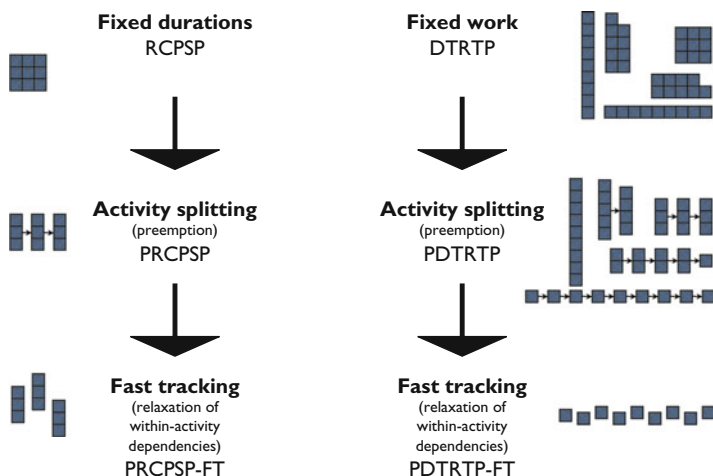 Fixed durations
RCPSP
Fixed work
DTRTP
Activity splitting
(preemption)
PRCPSP
Activity splitting
(preemption)
PDTRTP
Fast tracking
(relaxation of
within-activity
dependencies)
PRCPSP-FT
Fast tracking
(relaxation of
within-activity
dependencies)
PDTRTP-FT